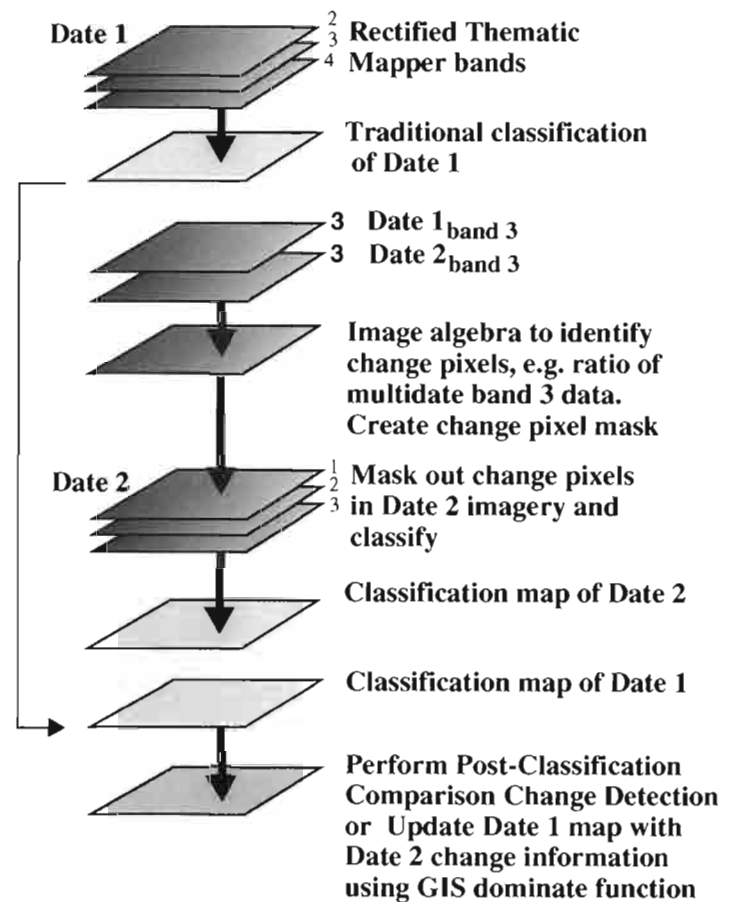 Date 1
2
3
4
Rectified Thematic
Mapper bands
Traditional classification
of Date 1
3 Date 1band 3
3 Date 2band 3
Image algebra to identify
change pixels, e.g. ratio of
multidate band 3 data.
Create change pixel mask
Date 2
1
2
3
Mask out change pixels
in Date 2 imagery and
classify
Classification map of Date 2
Classification map of Date 1
Perform Post-Classification
Comparison Change Detection
or Update Date 1 map with
Date 2 change information
using GIS dominate function